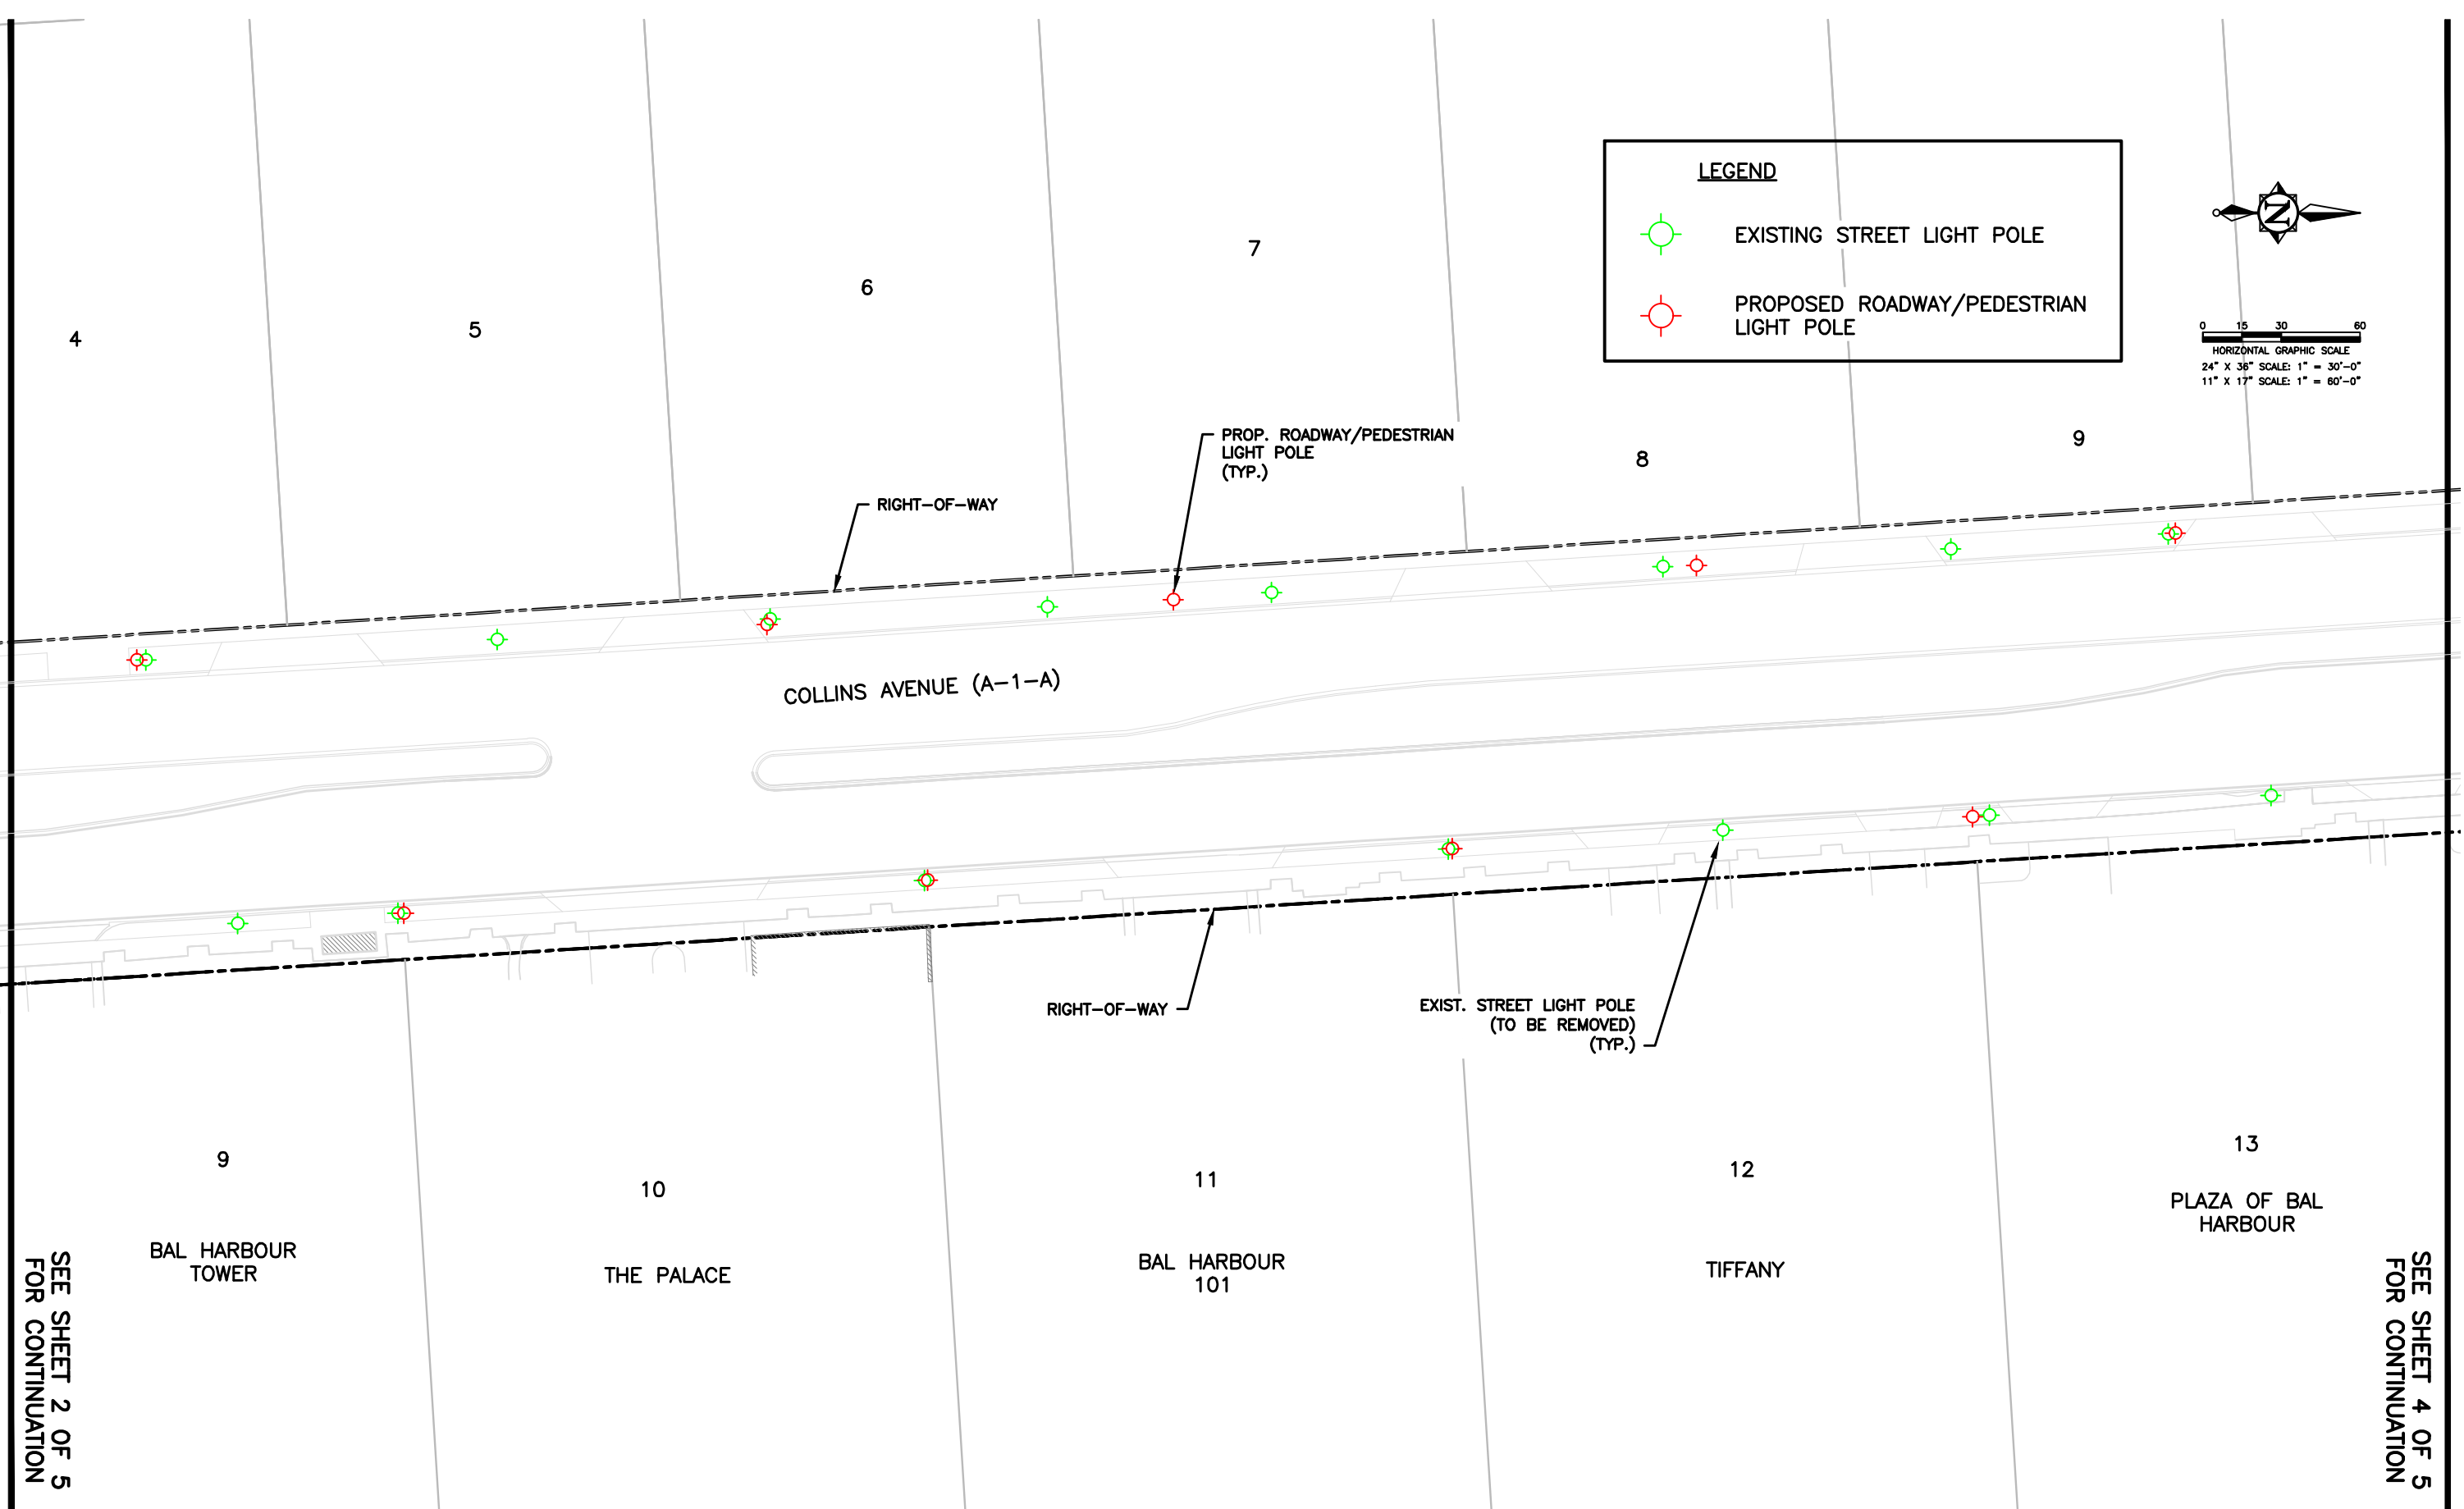 LEGEND
EXISTING STREET LIGHT POLE
PROPOSED ROADWAY/PEDESTRIAN
LIGHT POLE
N
0 15 30 60
HORIZONTAL GRAPHIC SCALE
24" X 36" SCALE: 1" = 30'-0"
11" X 17" SCALE: 1" = 60'-0"
4
5
6
7
8
9
PROP. ROADWAY/PEDESTRIAN
LIGHT POLE
(TYP.)
RIGHT-OF-WAY
COLLINS AVENUE (A-1-A)
RIGHT-OF-WAY
EXIST. STREET LIGHT POLE
(TO BE REMOVED)
(TYP.)
9
BAL HARBOUR
TOWER
10
THE PALACE
11
BAL HARBOUR
101
12
TIFFANY
13
PLAZA OF BAL
HARBOUR
SEE SHEET 2 OF 5
FOR CONTINUATION
SEE SHEET 4 OF 5
FOR CONTINUATION